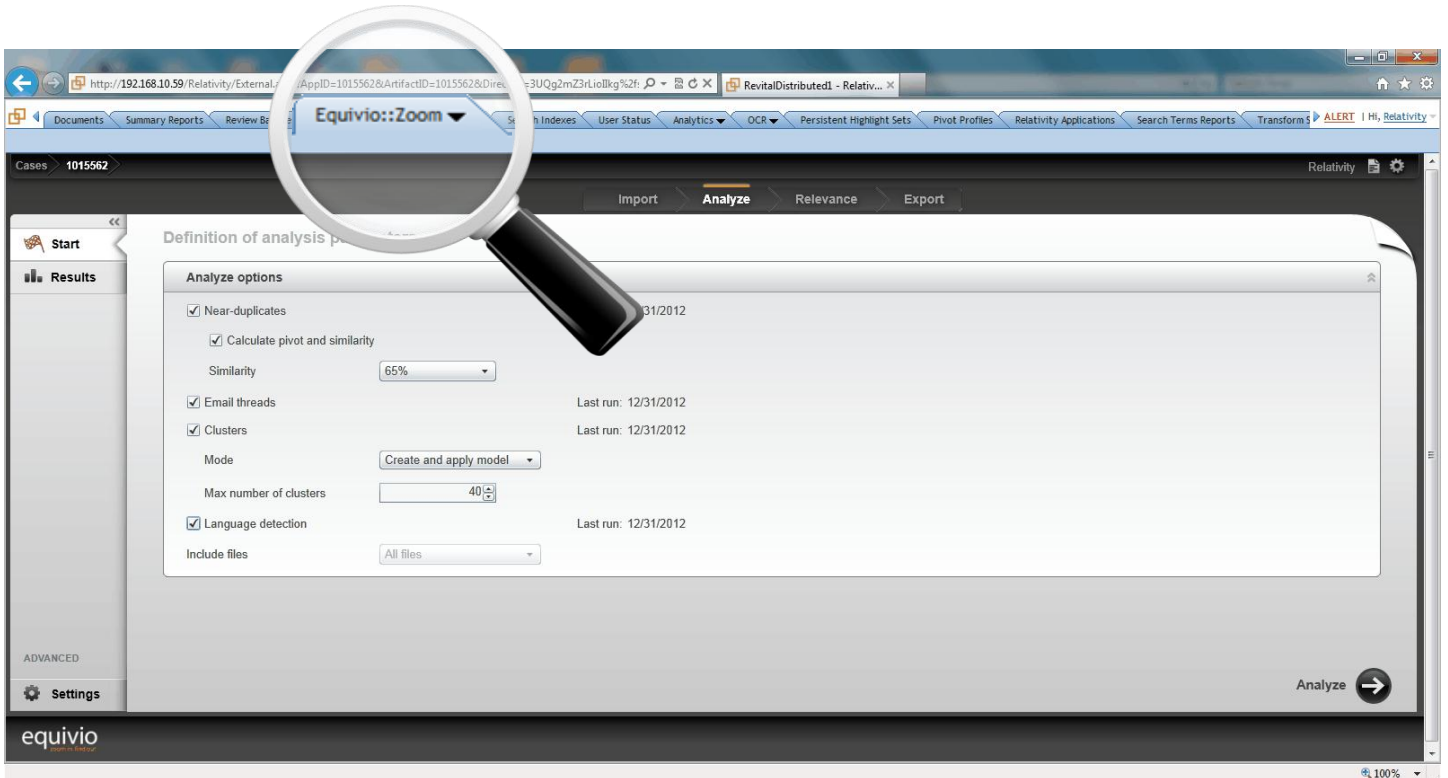 http://192.168.10.59/Relativity/External. AppID=1015562&ArtifactID=1015562&Direc =3UQg2mZ3rLioIIkg%2f:
RevitalDistributed1 - Relativ...
Documents Summary Reports Review Ba Equivio::Zoom h Indexes User Status Analytics OCR Persistent Highlight Sets Pivot Profiles Relativity Applications Search Terms Reports Transform S ALERT | Hi, Relativity
Cases 1015562 Relativity
Import Analyze Relevance Export
Start
Definition of analysis p
Results
Analyze options
Near-duplicates 31/2012
Calculate pivot and similarity
Similarity 65%
Email threads Last run: 12/31/2012
Clusters Last run: 12/31/2012
Mode Create and apply model
Max number of clusters 40
Language detection Last run: 12/31/2012
Include files All files
ADVANCED
Settings
Analyze
equivio
100%